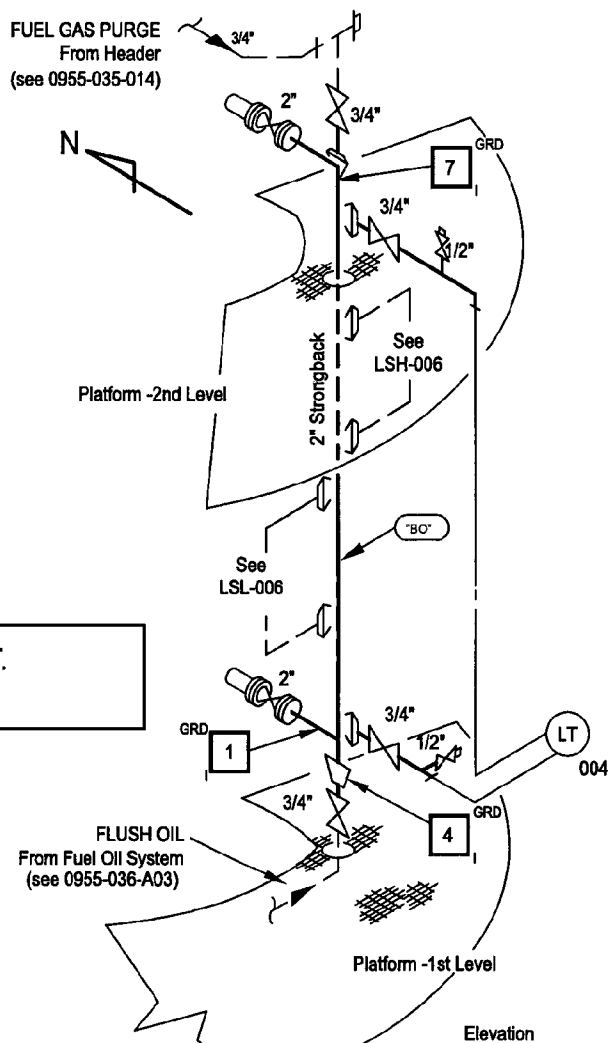 FUEL GAS PURGE
From Header
(see 0955-035-014)
3/4"
2"
3/4"
N
GRD
7
3/4"
1/2"
See
LSH-006
2" Strongback
Platform -2nd Level
"BO"
See
LSL-006
2"
3/4"
GRD
1
1/2"
LT
004
3/4"
GRD
4
FLUSH OIL
From Fuel Oil System
(see 0955-036-A03)
Platform -1st Level
Elevation